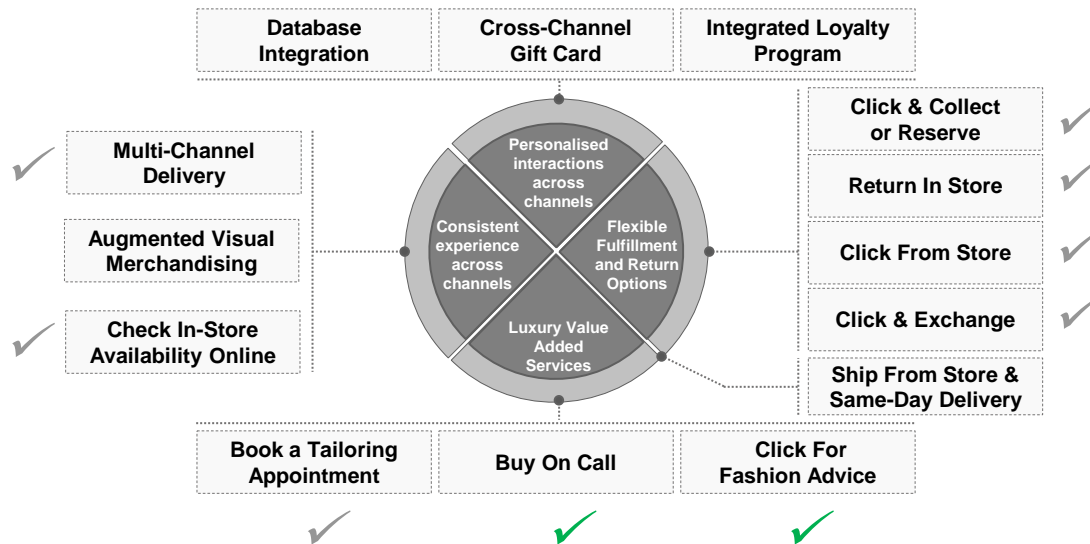 Database
Integration
Cross-Channel
Gift Card
Integrated Loyalty
Program
Click & Collect
or Reserve
Multi-Channel
Delivery
Personalised
interactions
across
channels
Return In Store
Augmented Visual
Merchandising
Consistent
experience
across
channels
Flexible
Fulfillment
and Return
Options
Click From Store
Click & Exchange
Check In-Store
Availability Online
Luxury Value
Added
Services
Ship From Store &
Same-Day Delivery
Book a Tailoring
Appointment
Buy On Call
Click For
Fashion Advice